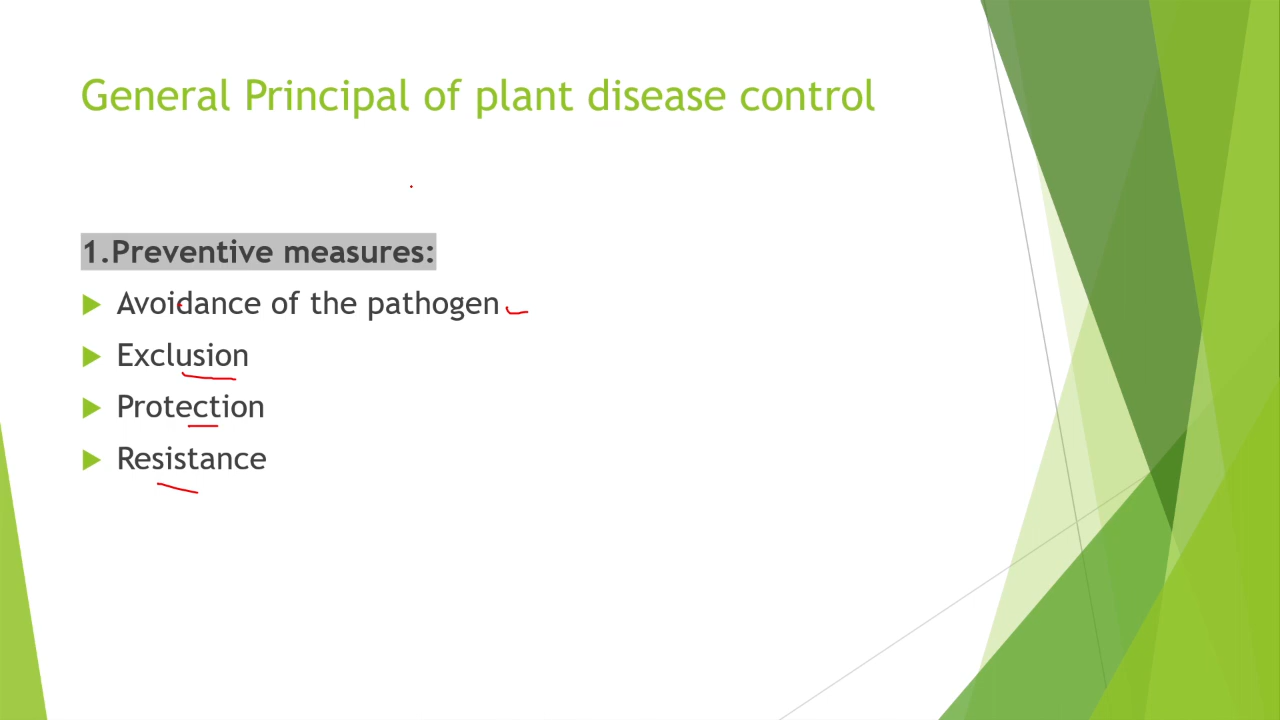 General Principal of plant disease control
1.Preventive measures:
Avoidance of the pathogen
Exclusion
Protection
Resistance